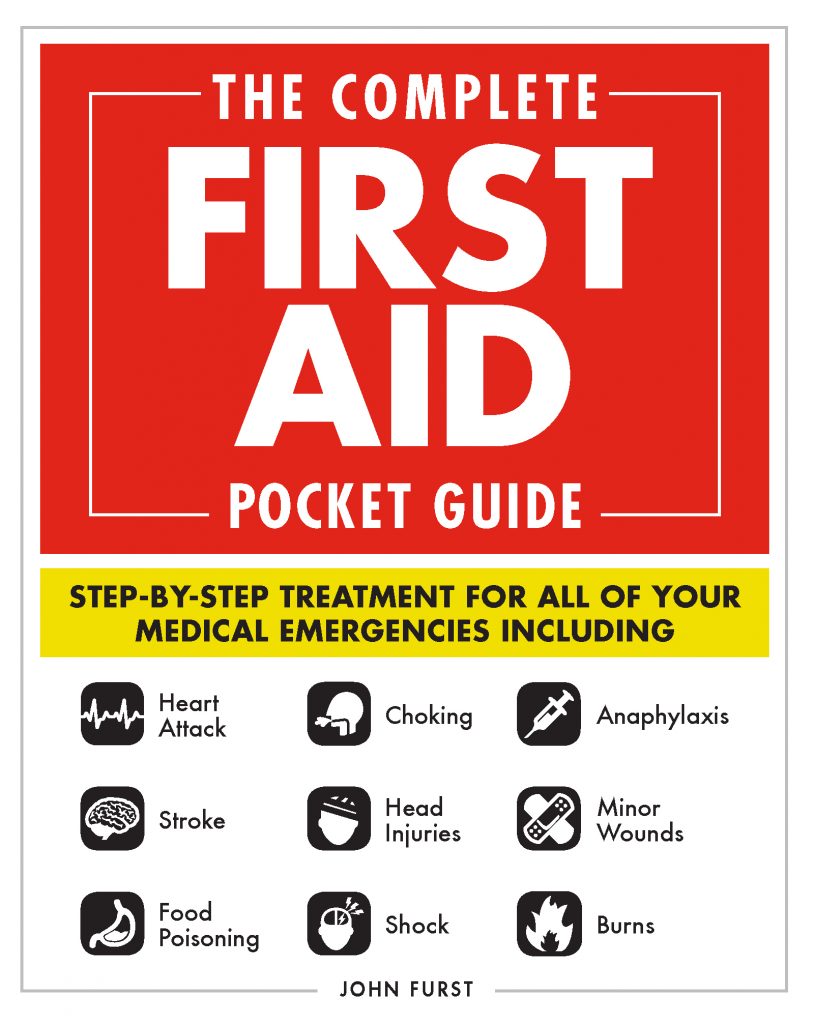 THE COMPLETE
FIRST
AID
POCKET GUIDE
STEP-BY-STEP TREATMENT FOR ALL OF YOUR
MEDICAL EMERGENCIES INCLUDING
Heart
Attack
Choking
Anaphylaxis
Stroke
Head
Injuries
Minor
Wounds
Food
Poisoning
Shock
Burns
JOHN FURST